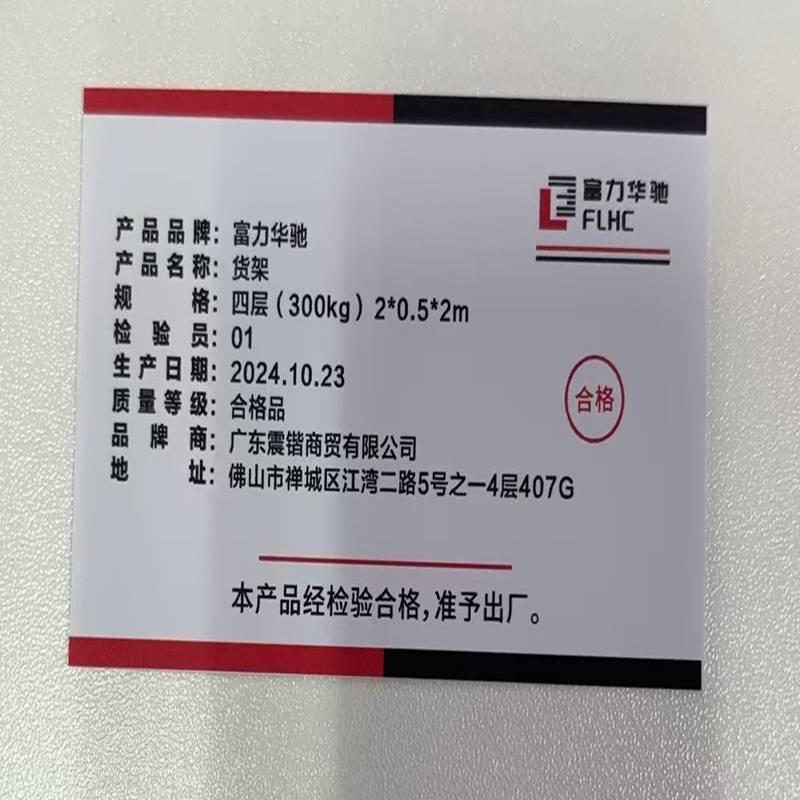 富力华驰
FLHC
产品品牌：富力华驰
产品名称：货架
规格：四层（300kg）2*0.5*2m
检验员：01
生产日期：2024.10.23
质量等级：合格品
品牌商：广东震锴商贸有限公司
地址：佛山市禅城区江湾二路5号之一4层407G
合格
本产品经检验合格，准予出厂。